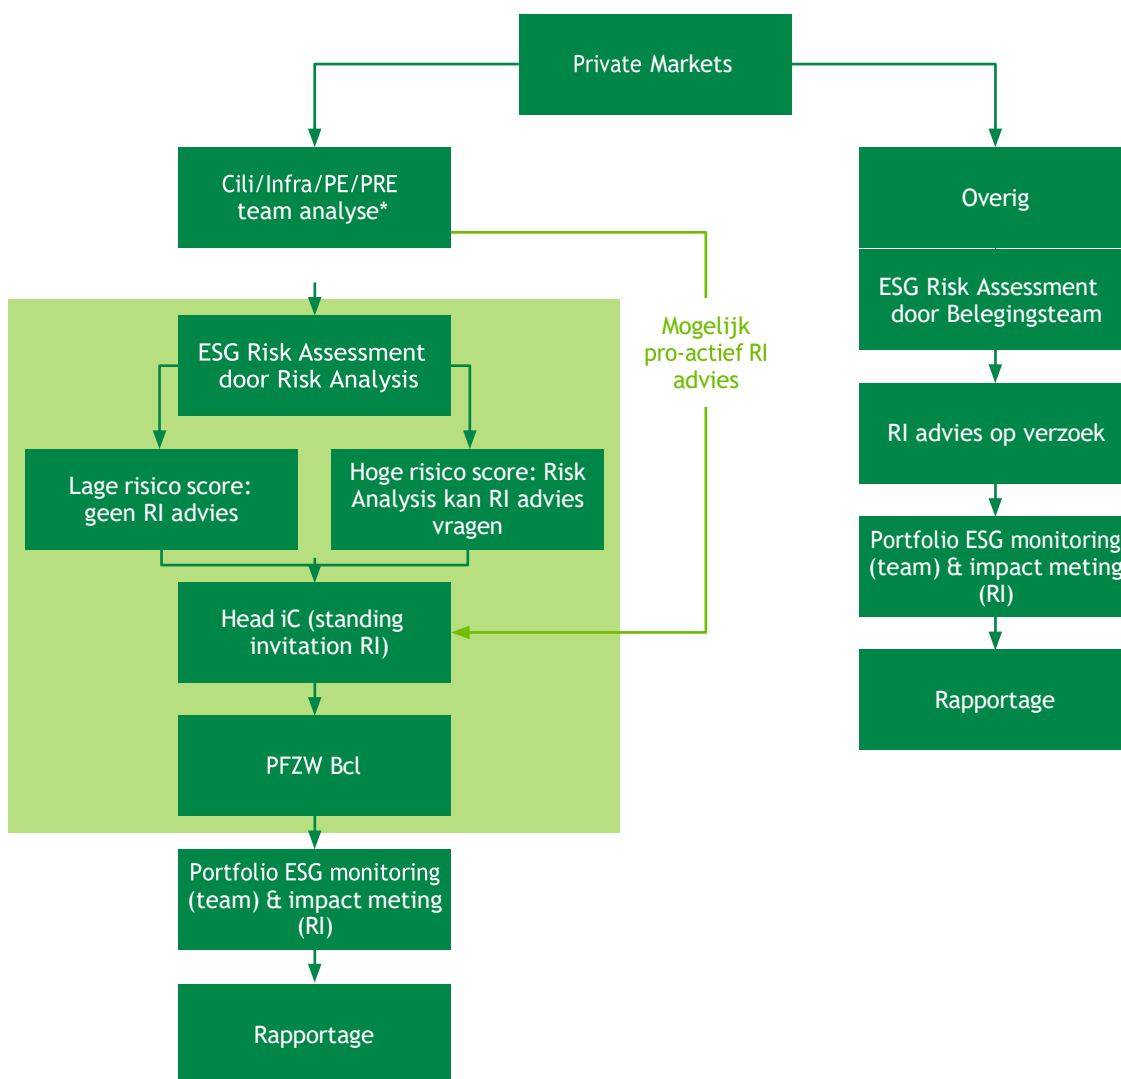 Private Markets
Cili/Infra/PE/PRE
team analyse*
ESG Risk Assessment
door Risk Analysis
Lage risico score:
geen RI advies
Hoge risico score: Risk
Analysis kan RI advies
vragen
Head iC (standing
invitation RI)
PFZW Bcl
Portfolio ESG monitoring
(team) & impact meting
(RI)
Rapportage
Mogelijk
pro-actief RI
advies
Overig
ESG Risk Assessment
door Belegingsteam
RI advies op verzoek
Portfolio ESG monitoring
(team) & impact meting
(RI)
Rapportage